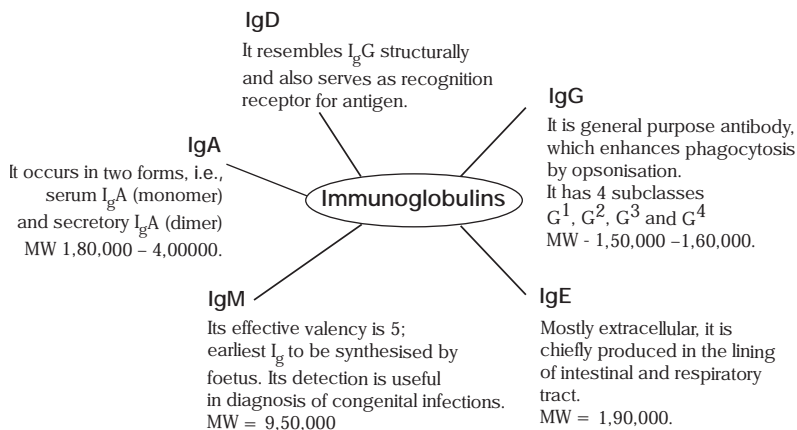 IgD
It resembles IgG structurally
and also serves as recognition
receptor for antigen.
IgG
It is general purpose antibody,
which enhances phagocytosis
by opsonisation.
It has 4 subclasses
G1, G2, G3 and G4
MW - 1,50,000 –1,60,000.
IgA
It occurs in two forms, i.e.,
serum IgA (monomer)
and secretory IgA (dimer)
MW 1,80,000 – 4,00000.
Immunoglobulins
IgM
Its effective valency is 5;
earliest Ig to be synthesised by
foetus. Its detection is useful
in diagnosis of congenital infections.
MW = 9,50,000
IgE
Mostly extracellular, it is
chiefly produced in the lining
of intestinal and respiratory
tract.
MW = 1,90,000.